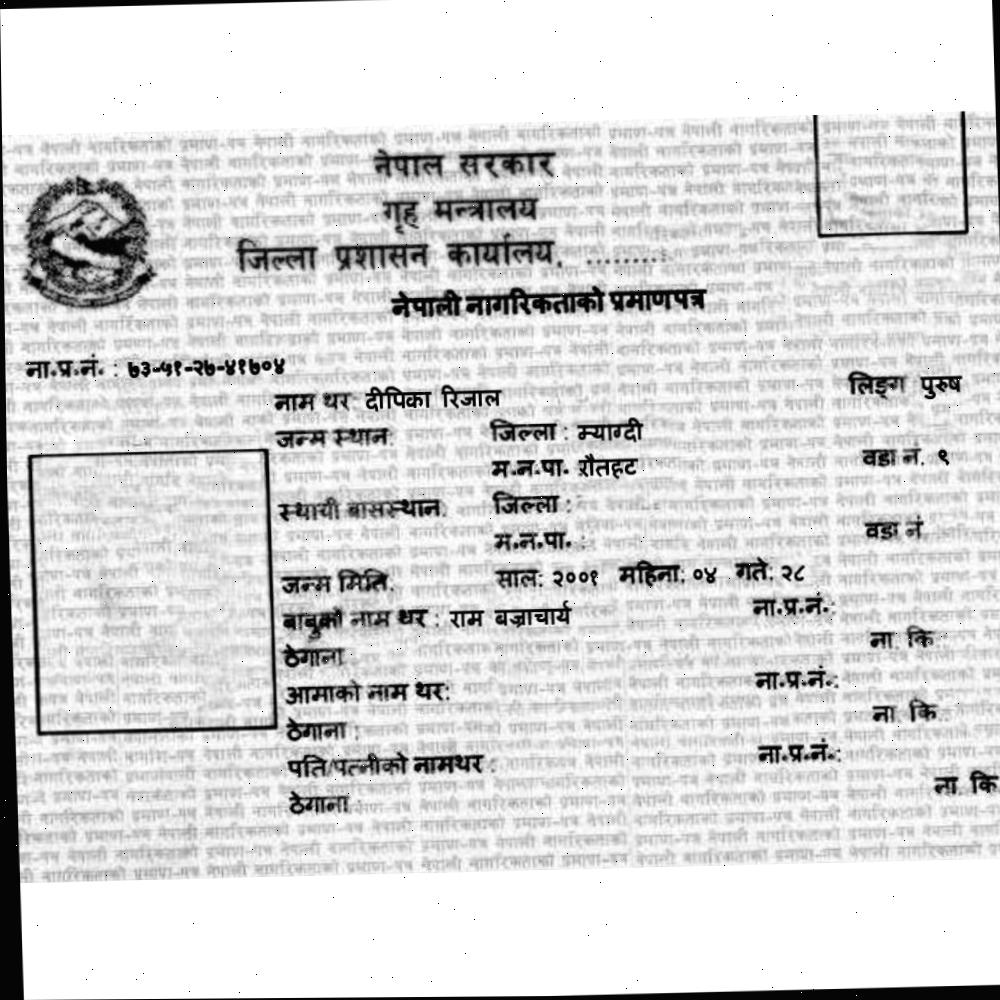 नेपाल सरकार
गृह मन्त्रालय
जिल्ला प्रशासन कार्यालय, .........
नेपाली नागरिकताको प्रमाणपत्र
ना.प्र.नं. : ७३-५१-२७-४१७०४
नाम थर दीपिका रिजाल लिङ्ग पुरुष
जन्म स्थान: जिल्ला : म्याग्दी
म.न.पा. रौतहट वडा नं. ९
स्थायी बासस्थान: जिल्ला :
म.न.पा. : वडा नं
जन्म मिति: साल: २००१ महिना: ०४ गते: २८
बाबुको नाम थर : राम बज्राचार्य ना.प्र.नं.:
ठेगाना ना. कि
आमाको नाम थर: ना.प्र.नं.:
ठेगाना : ना. कि
पति/पत्नीको नामथर : ना.प्र.नं.:
ठेगाना : ना. कि